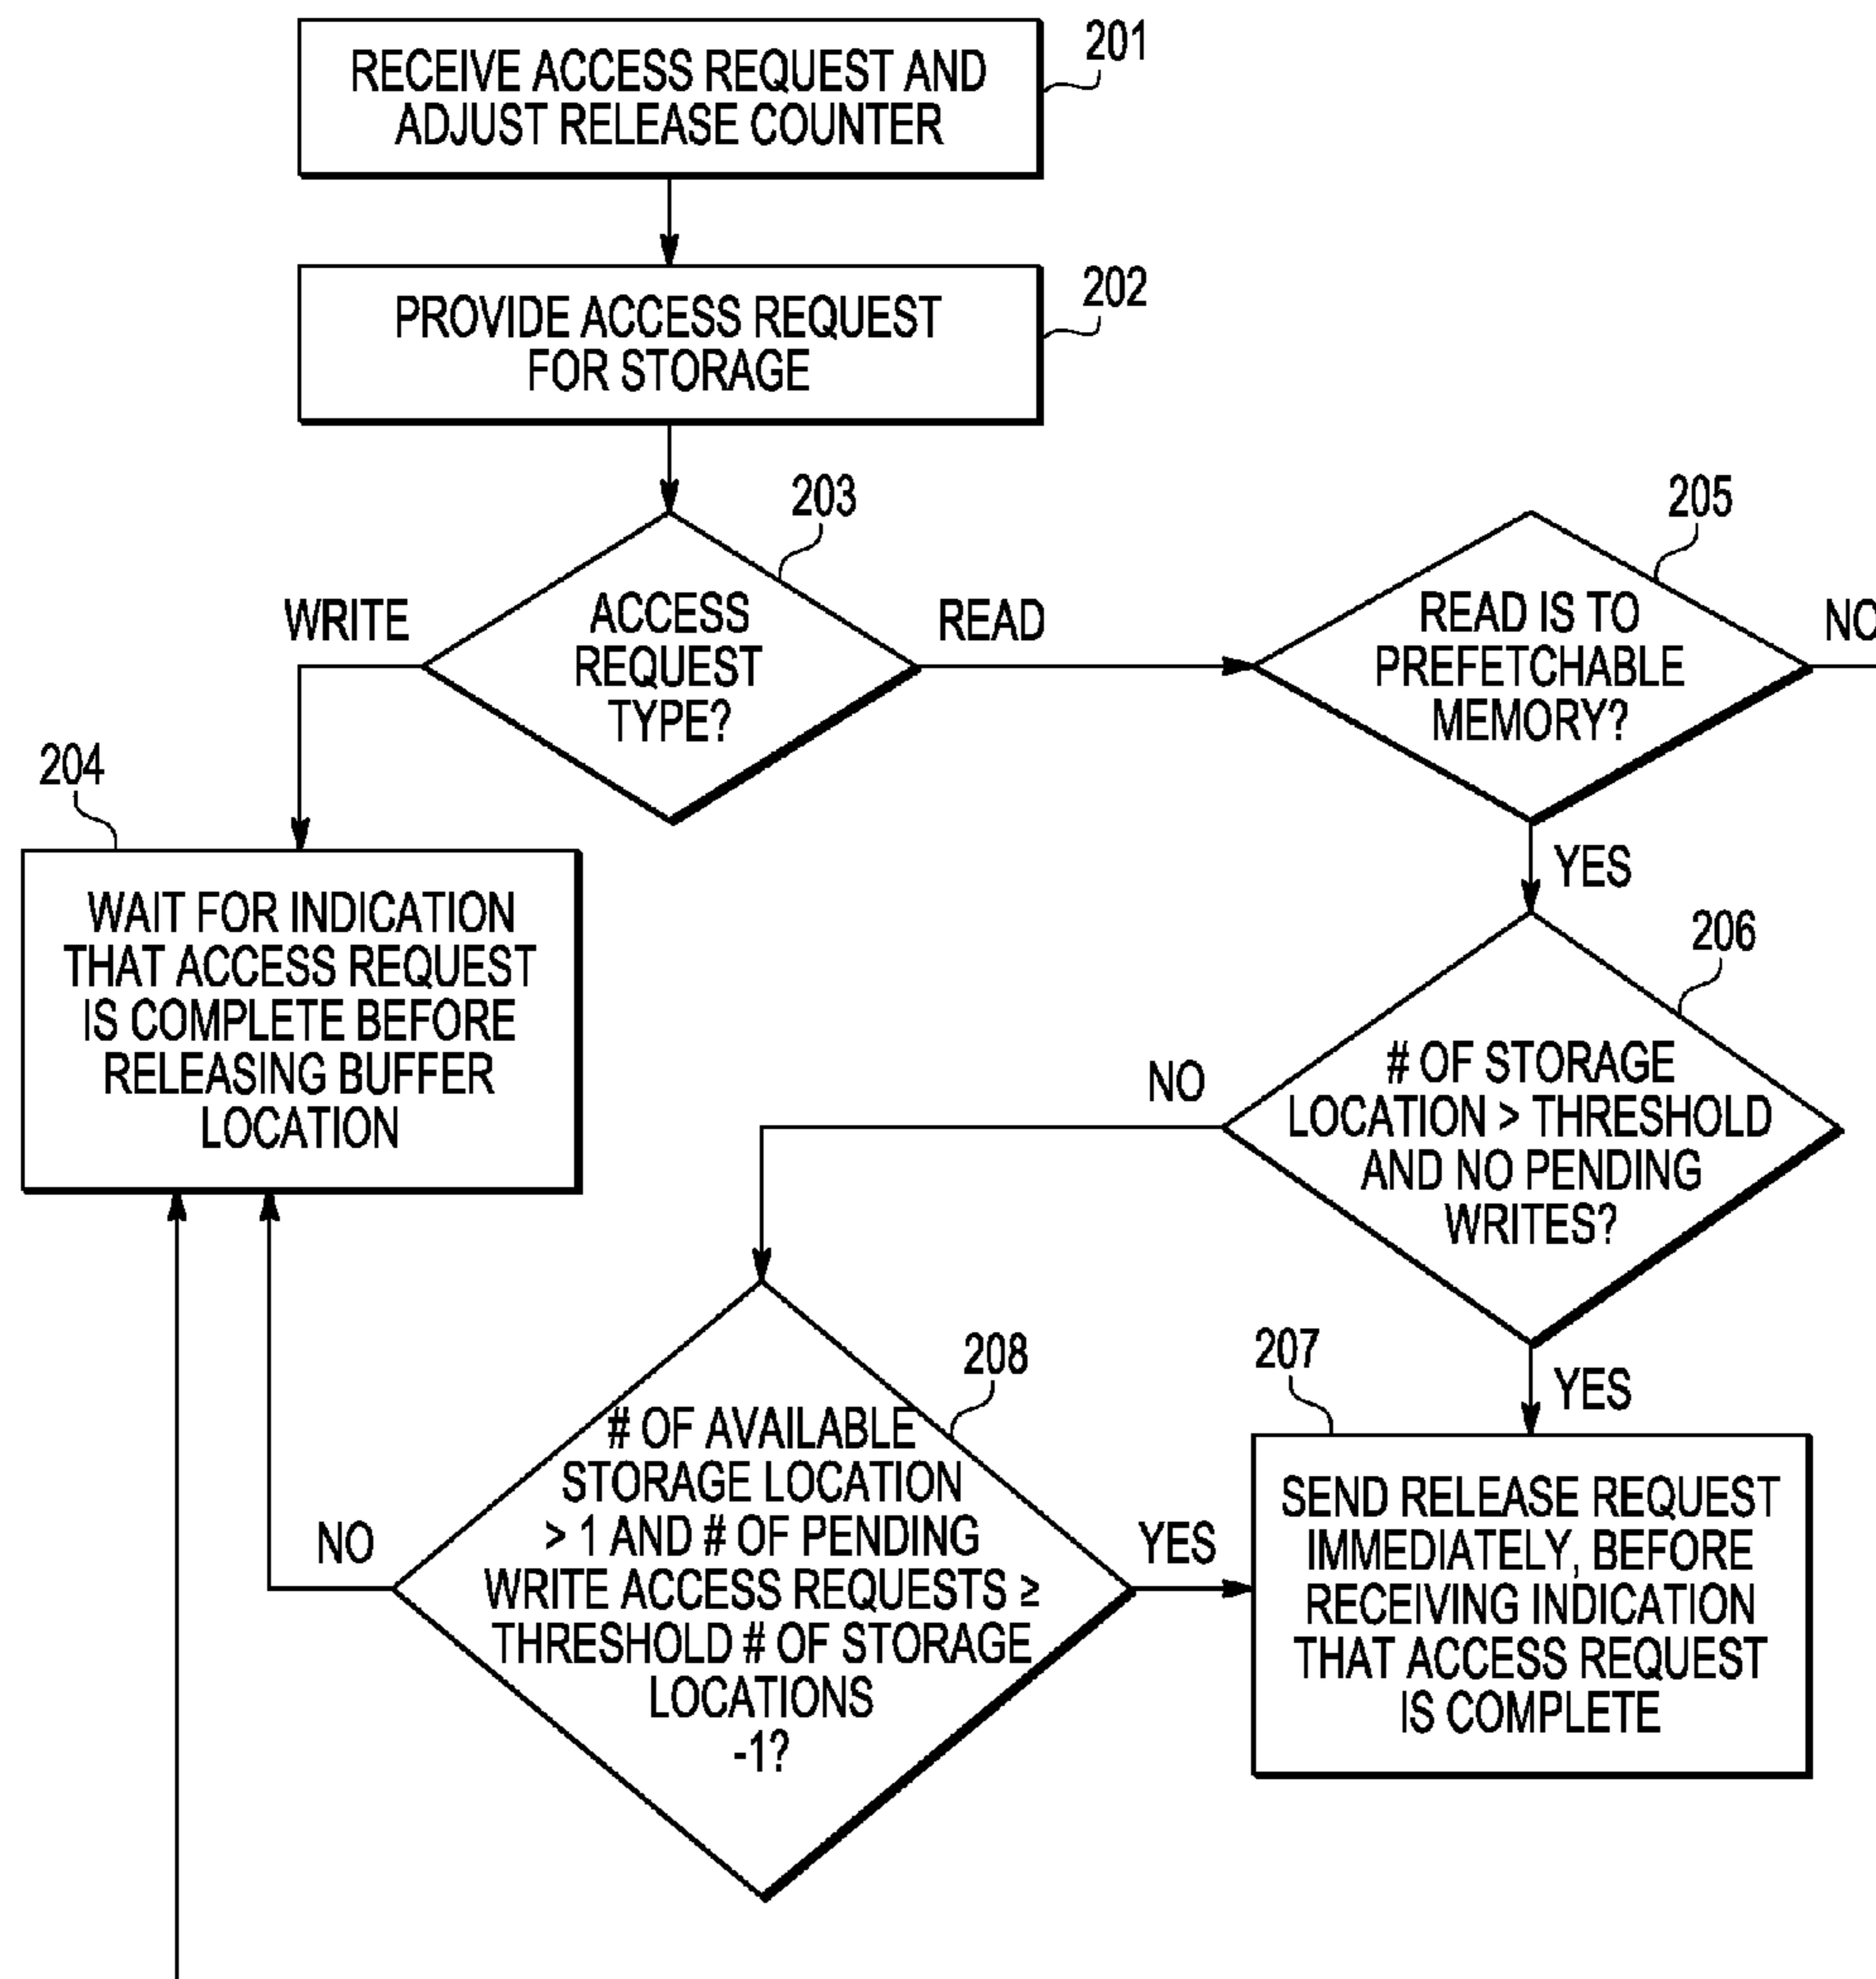 201
RECEIVE ACCESS REQUEST AND
ADJUST RELEASE COUNTER
202
PROVIDE ACCESS REQUEST
FOR STORAGE
203
ACCESS
REQUEST
TYPE?
WRITE
READ
205
READ IS TO
PREFETCHABLE
MEMORY?
NO
YES
204
WAIT FOR INDICATION
THAT ACCESS REQUEST
IS COMPLETE BEFORE
RELEASING BUFFER
LOCATION
206
# OF STORAGE
LOCATION > THRESHOLD
AND NO PENDING
WRITES?
NO
YES
208
# OF AVAILABLE
STORAGE LOCATION
> 1 AND # OF PENDING
WRITE ACCESS REQUESTS ≥
THRESHOLD # OF STORAGE
LOCATIONS
-1?
NO
YES
207
SEND RELEASE REQUEST
IMMEDIATELY, BEFORE
RECEIVING INDICATION
THAT ACCESS REQUEST
IS COMPLETE